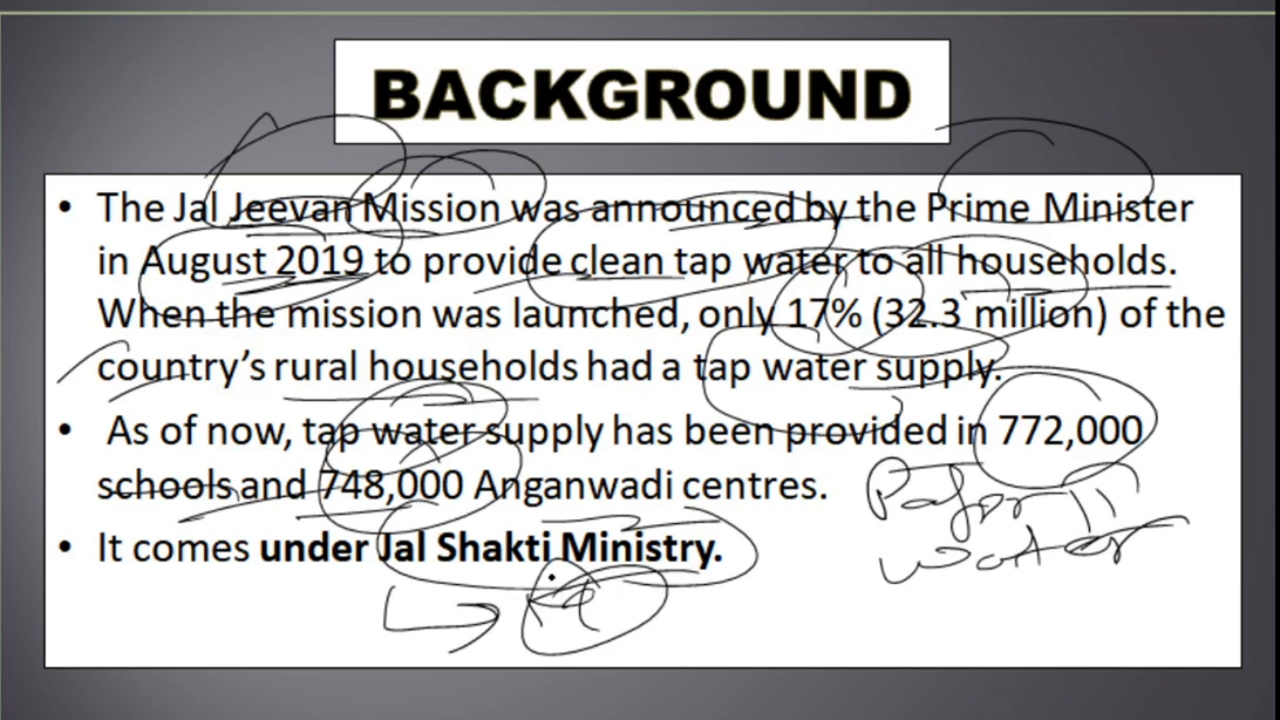 BACKGROUND
• The Jal Jeevan Mission was announced by the Prime Minister
in August 2019 to provide clean tap water to all households.
When the mission was launched, only 17% (32.3 million) of the
country's rural households had a tap water supply.
• As of now, tap water supply has been provided in 772,000
schools and 748,000 Anganwadi centres.
• It comes under Jal Shakti Ministry.
water